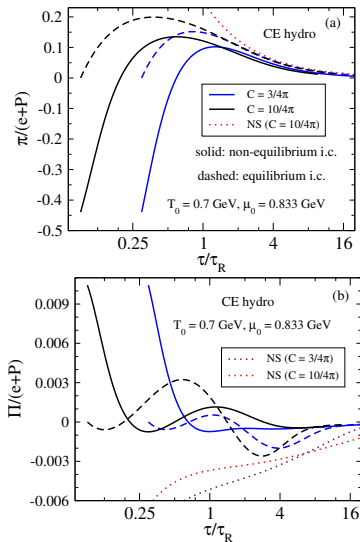 0.2
(a)
CE hydro
0.1
0
C = 3/4π
-0.1
C = 10/4π
NS (C = 10/4π)
-0.2
solid: non-equilibrium i.c.
dashed: equilibrium i.c.
-0.3
T0 = 0.7 GeV, μ0 = 0.833 GeV
-0.4
-0.5
π/(e+P)
0.25 1 4 16
τ/τR
0.009
CE hydro
(b)
T0 = 0.7 GeV, μ0 = 0.833 GeV
0.006
NS (C = 3/4π)
NS (C = 10/4π)
0.003
0
-0.003
-0.006
Π/(e+P)
0.25 1 4 16
τ/τR